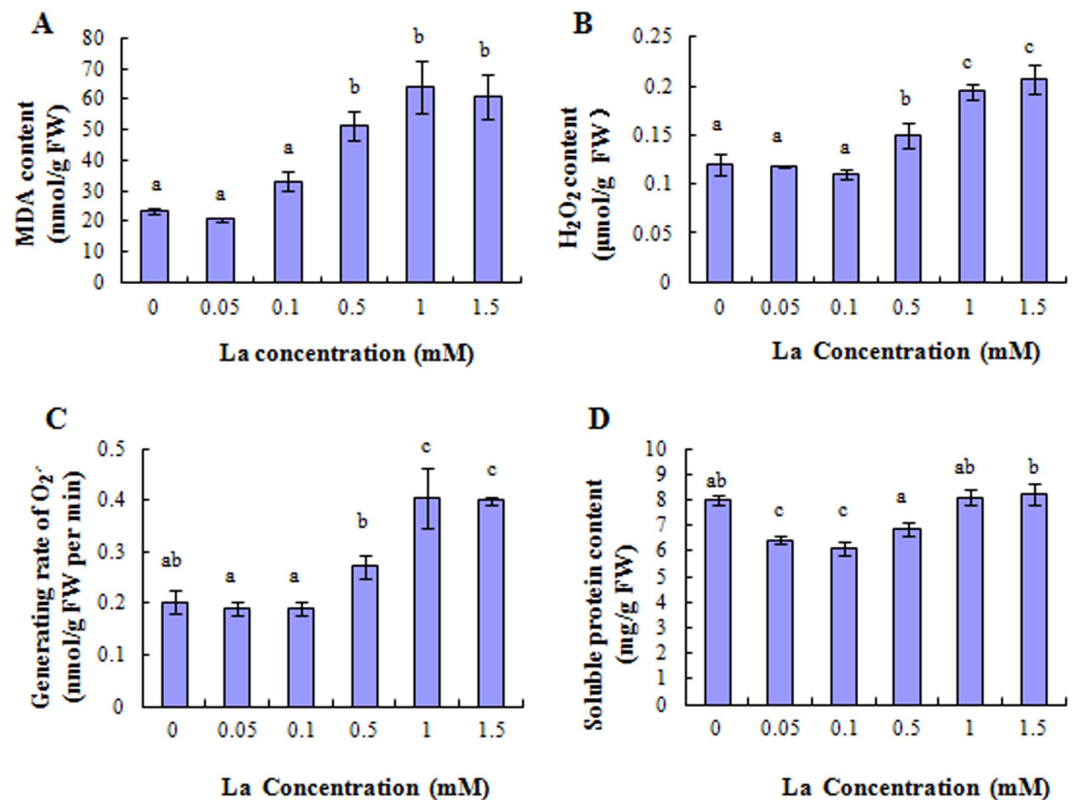 A
MDA content
(nmol/g FW)
80
70
60
50
40
30
20
10
0
a
a
a
b
b
b
0 0.05 0.1 0.5 1 1.5
La concentration (mM)
B
H₂O₂ content
(μmol/g FW)
0.25
0.2
0.15
0.1
0.05
0
a
a
a
b
c
c
0 0.05 0.1 0.5 1 1.5
La Concentration (mM)
C
Generating rate of O₂·⁻
(nmol/g FW per min)
0.5
0.4
0.3
0.2
0.1
0
ab
a
a
b
c
c
0 0.05 0.1 0.5 1 1.5
La Concentration (mM)
D
Soluble protein content
(mg/g FW)
10
9
8
7
6
5
4
3
2
1
0
ab
c
c
a
ab
b
0 0.05 0.1 0.5 1 1.5
La Concentration (mM)